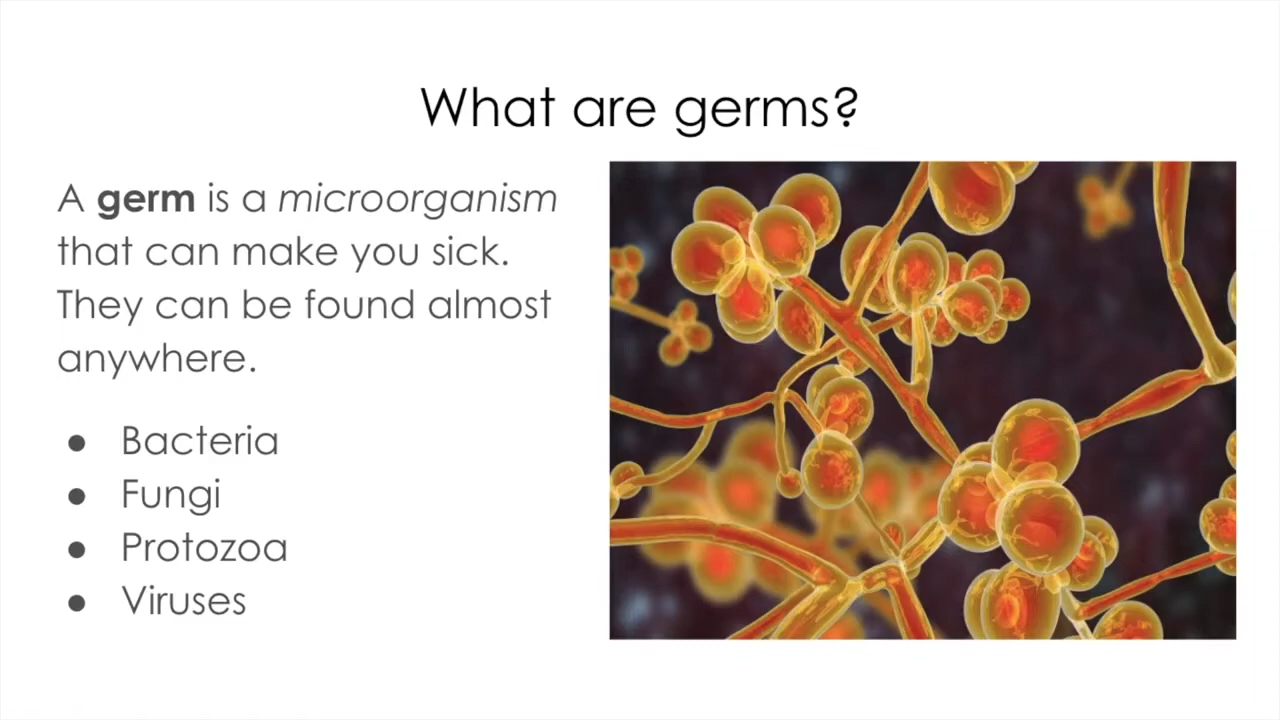 What are germs?
A germ is a microorganism
that can make you sick.
They can be found almost
anywhere.
● Bacteria
● Fungi
● Protozoa
● Viruses